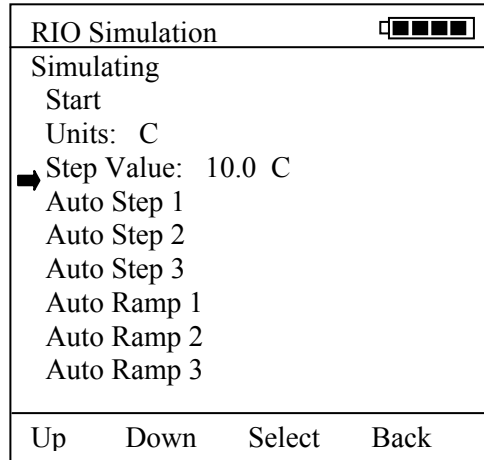 RIO Simulation
Simulating
Start
Units: C
Step Value: 10.0 C
Auto Step 1
Auto Step 2
Auto Step 3
Auto Ramp 1
Auto Ramp 2
Auto Ramp 3
Up Down Select Back